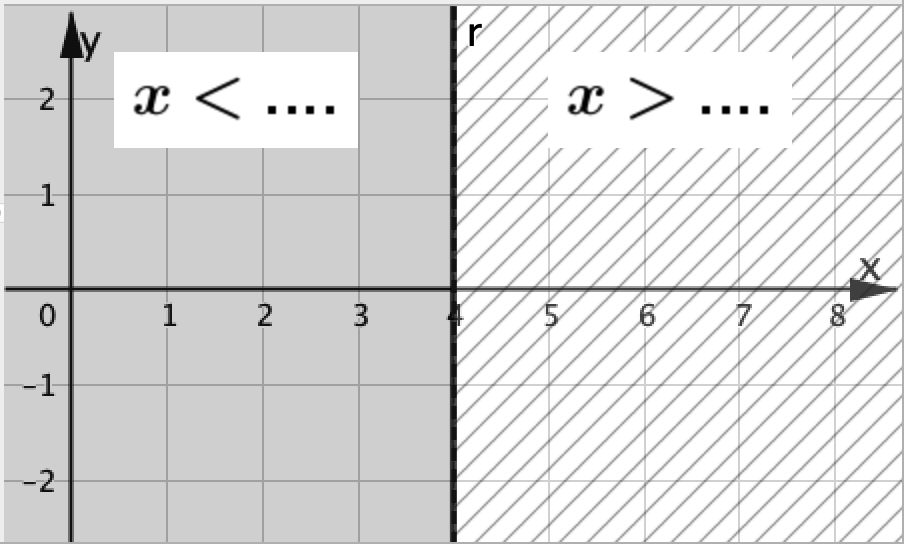 y
r
x < ....
x > ....
2
1
x
0 1 2 3 4 5 6 7 8
−1
−2